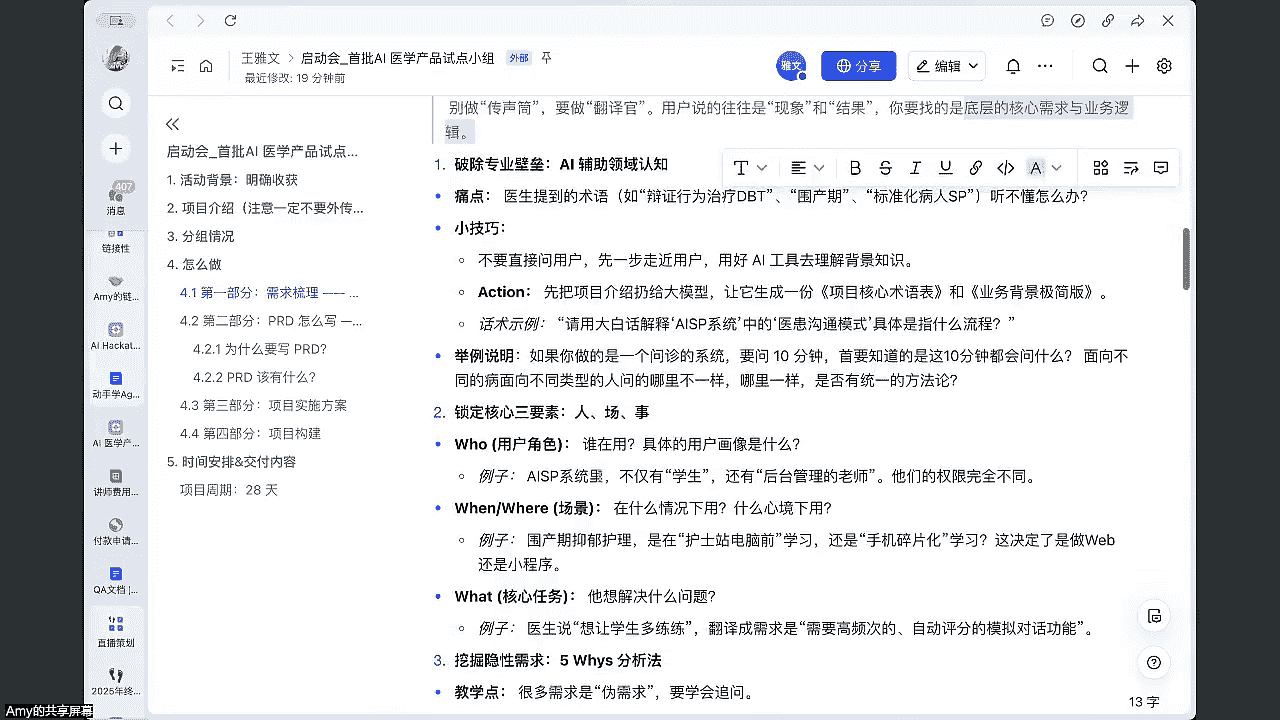 王雅文 > 启动会_首批AI 医学产品试点小组 外部
最近修改: 19 分钟前
雅文
分享
编辑
407
消息
链接性
Amy的链...
AI Hackat...
动手学Ag...
AI 医学产...
讲师费用...
付款申请...
QA文档 |...
直播策划
2025年终...
启动会_首批AI 医学产品试点...
1. 活动背景：明确收获
2. 项目介绍（注意一定不要外传...
3. 分组情况
4. 怎么做
4.1 第一部分：需求梳理 —— ...
4.2 第二部分：PRD 怎么写 —...
4.2.1 为什么要写 PRD?
4.2.2 PRD 该有什么?
4.3 第三部分：项目实施方案
4.4 第四部分：项目构建
5. 时间安排&交付内容
项目周期：28 天
别做“传声筒”，要做“翻译官”。用户说的往往是“现象”和“结果”，你要找的是底层的核心需求与业务逻
辑。
1. 破除专业壁垒：AI 辅助领域认知
痛点： 医生提到的术语（如“辩证行为治疗DBT”、“围产期”、“标准化病人SP”）听不懂怎么办?
小技巧：
不要直接问用户，先一步走近用户，用好 AI 工具去理解背景知识。
Action： 先把项目介绍扔给大模型，让它生成一份《项目核心术语表》和《业务背景极简版》。
话术示例：“请用大白话解释‘AISP系统’中的‘医患沟通模式’具体是指什么流程？”
举例说明：如果你做的是一个问诊的系统，要问 10 分钟，首要知道的是这10分钟都会问什么？ 面向不
同的病面向不同类型的人问的哪里不一样，哪里一样，是否有统一的方法论?
2. 锁定核心三要素：人、场、事
Who (用户角色)： 谁在用？具体的用户画像是什么?
例子： AISP系统里，不仅有“学生”，还有“后台管理的老师”。他们的权限完全不同。
When/Where (场景)： 在什么情况下用？什么心境下用?
例子： 围产期抑郁护理，是在“护士站电脑前”学习，还是“手机碎片化”学习？这决定了是做Web
还是小程序。
What (核心任务)： 他想解决什么问题?
例子： 医生说“想让学生多练练”，翻译成需求是“需要高频次的、自动评分的模拟对话功能”。
3. 挖掘隐性需求：5 Whys 分析法
教学点： 很多需求是“伪需求”，要学会追问。
13 字
Amy的共享屏幕